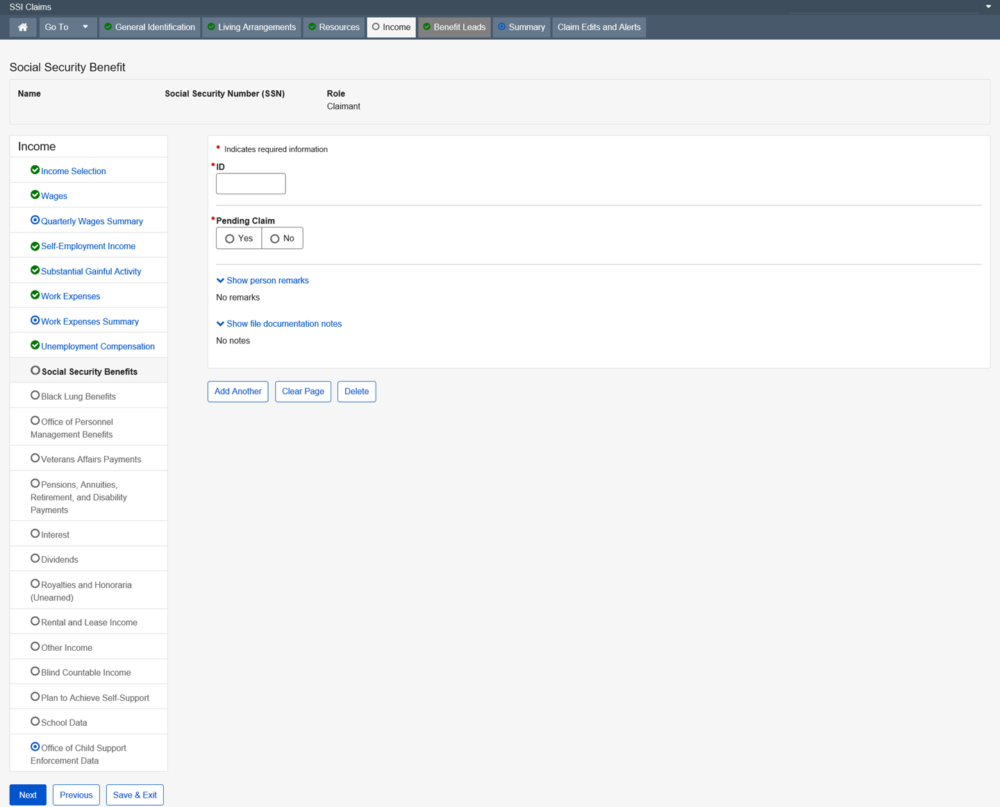 SSI Claims
Go To
General Identification
Living Arrangements
Resources
Income
Benefit Leads
Summary
Claim Edits and Alerts
Social Security Benefit
Name
Social Security Number (SSN)
Role
Claimant
Income
Income Selection
Wages
Quarterly Wages Summary
Self-Employment Income
Substantial Gainful Activity
Work Expenses
Work Expenses Summary
Unemployment Compensation
Social Security Benefits
Black Lung Benefits
Office of Personnel
Management Benefits
Veterans Affairs Payments
Pensions, Annuities,
Retirement, and Disability
Payments
Interest
Dividends
Royalties and Honoraria
(Unearned)
Rental and Lease Income
Other Income
Blind Countable Income
Plan to Achieve Self-Support
School Data
Office of Child Support
Enforcement Data
* Indicates required information
*ID
*Pending Claim
Yes
No
Show person remarks
No remarks
Show file documentation notes
No notes
Add Another
Clear Page
Delete
Next
Previous
Save & Exit